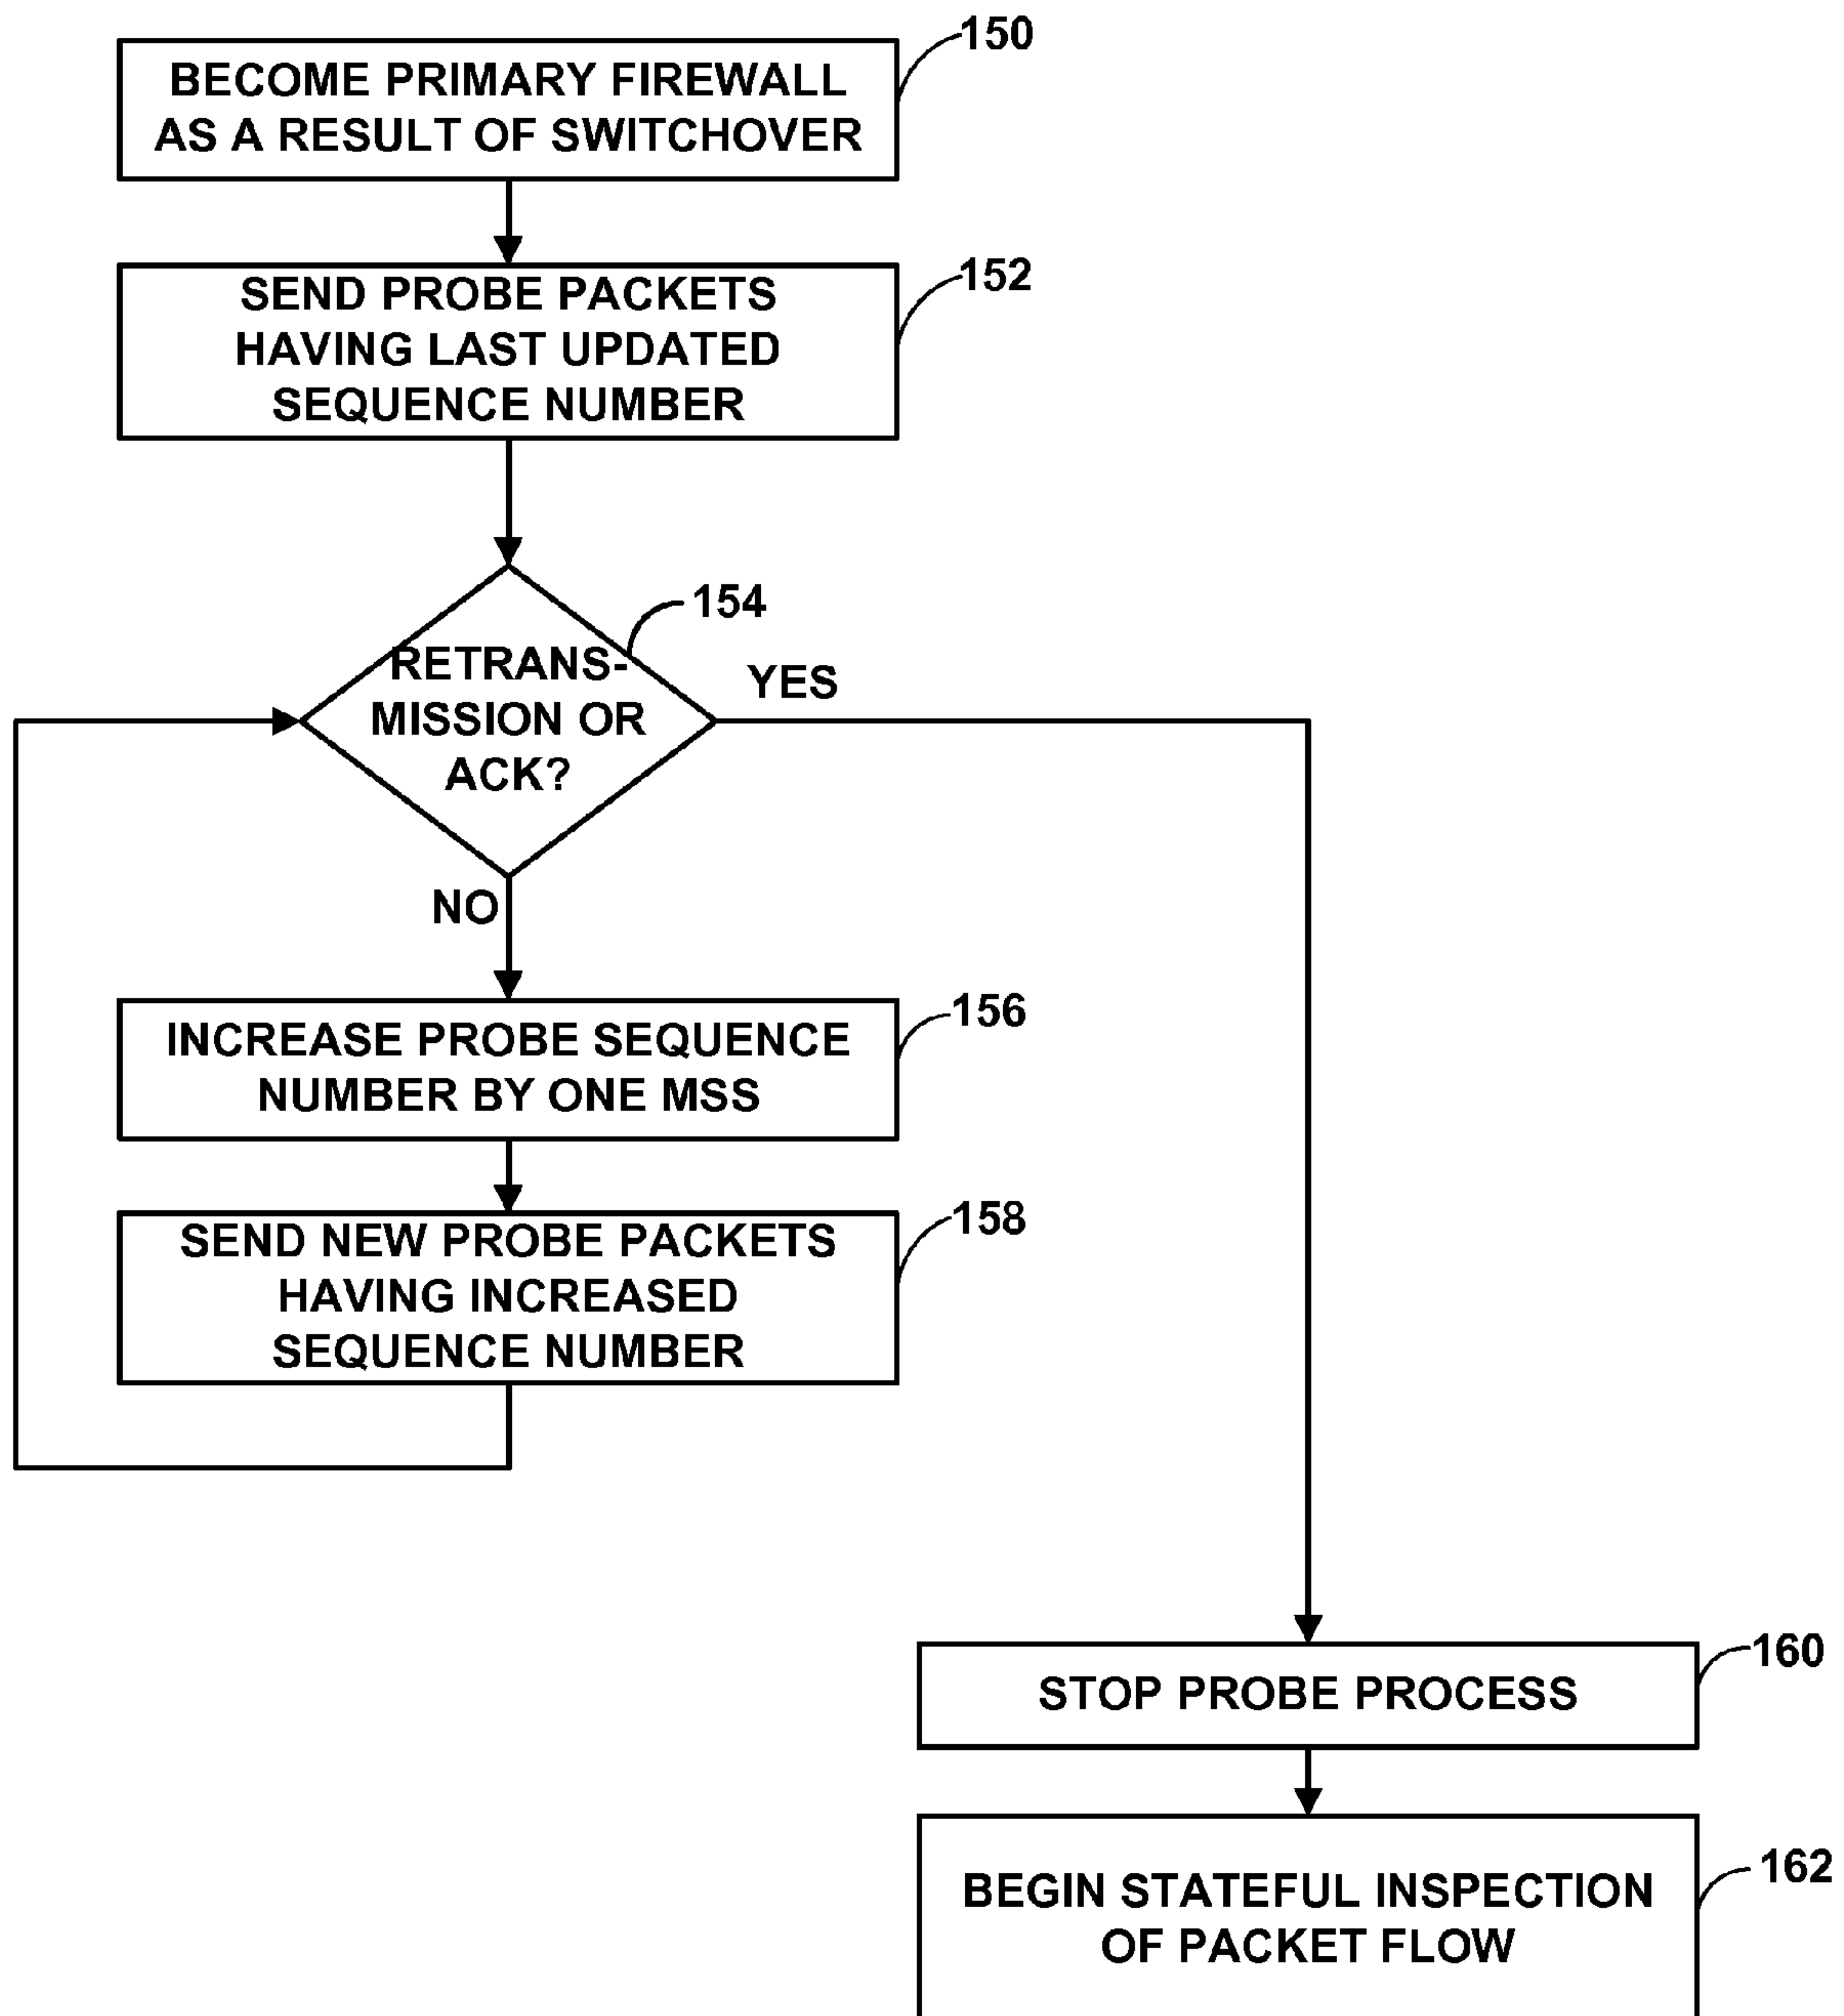 150
BECOME PRIMARY FIREWALL
AS A RESULT OF SWITCHOVER
152
SEND PROBE PACKETS
HAVING LAST UPDATED
SEQUENCE NUMBER
154
RETRANS-
MISSION OR
ACK?
YES
NO
156
INCREASE PROBE SEQUENCE
NUMBER BY ONE MSS
158
SEND NEW PROBE PACKETS
HAVING INCREASED
SEQUENCE NUMBER
160
STOP PROBE PROCESS
162
BEGIN STATEFUL INSPECTION
OF PACKET FLOW